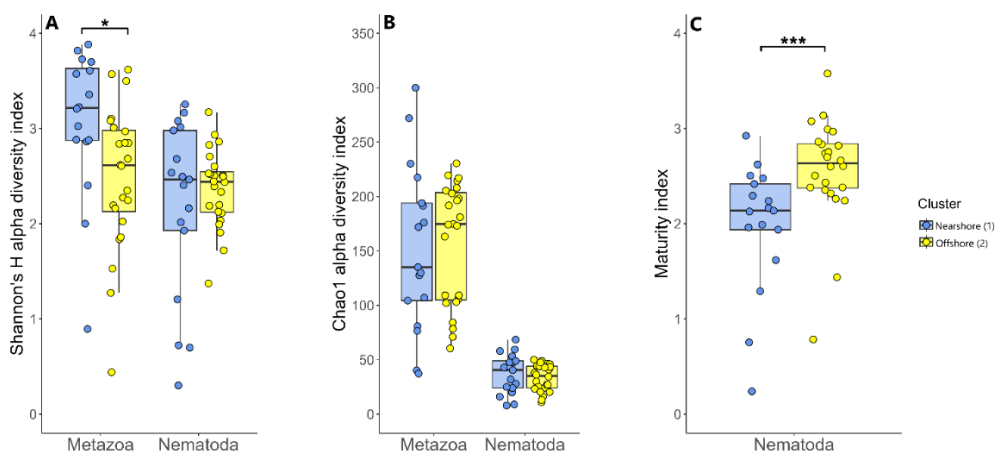 A
B
C
Shannon's H alpha diversity index
4
3
2
1
0
*
Metazoa
Nematoda
Chao1 alpha diversity index
350
300
250
200
150
100
50
0
Metazoa
Nematoda
Maturity index
4
3
2
1
0
***
Nematoda
Cluster
Nearshore (1)
Offshore (2)